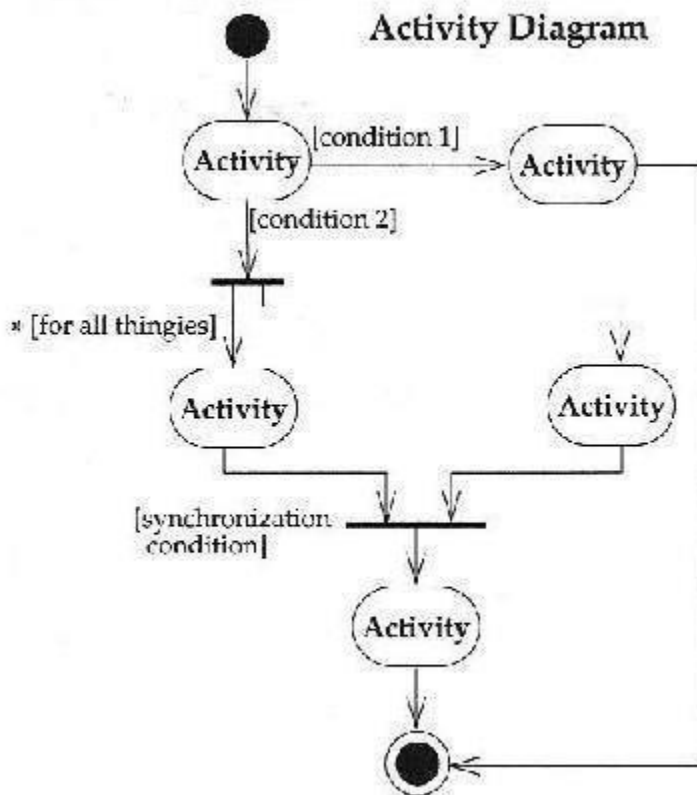 Activity Diagram
Activity
[condition 1]
Activity
[condition 2]
* [for all thingies]
Activity
Activity
[synchronization
condition]
Activity